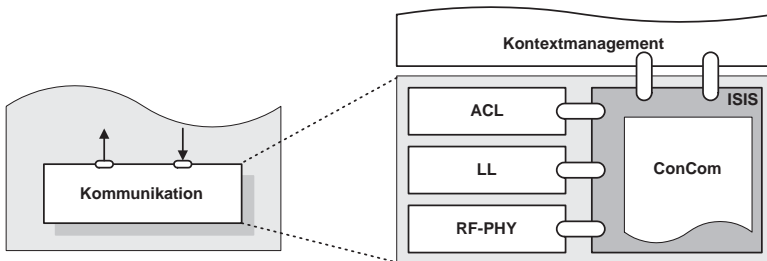 Kontextmanagement
ISIS
ACL
ConCom
LL
Kommunikation
RF-PHY